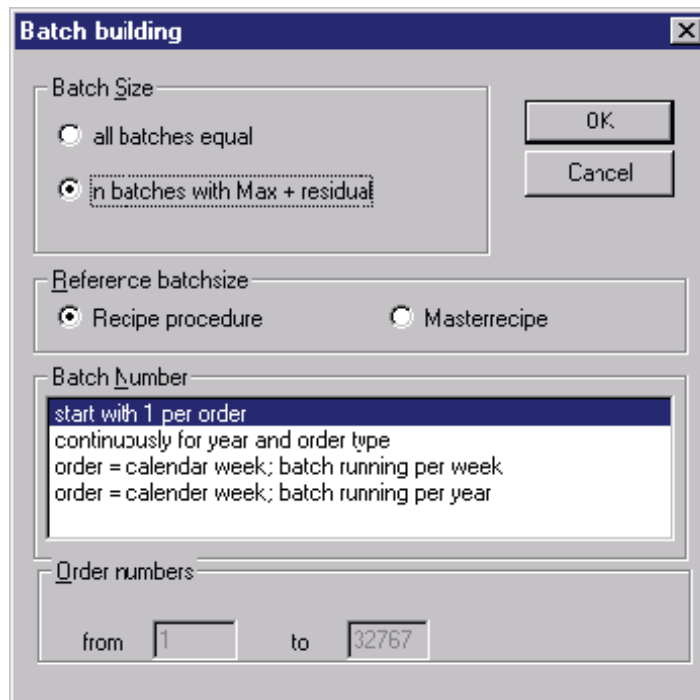 Batch building
Batch Size
all batches equal
n batches with Max + residual
OK
Cancel
Reference batchsize
Recipe procedure
Masterrecipe
Batch Number
start with 1 per order
continuously for year and order type
order = calendar week; batch running per week
order = calender week; batch running per year
Order numbers
from 1 to 32767